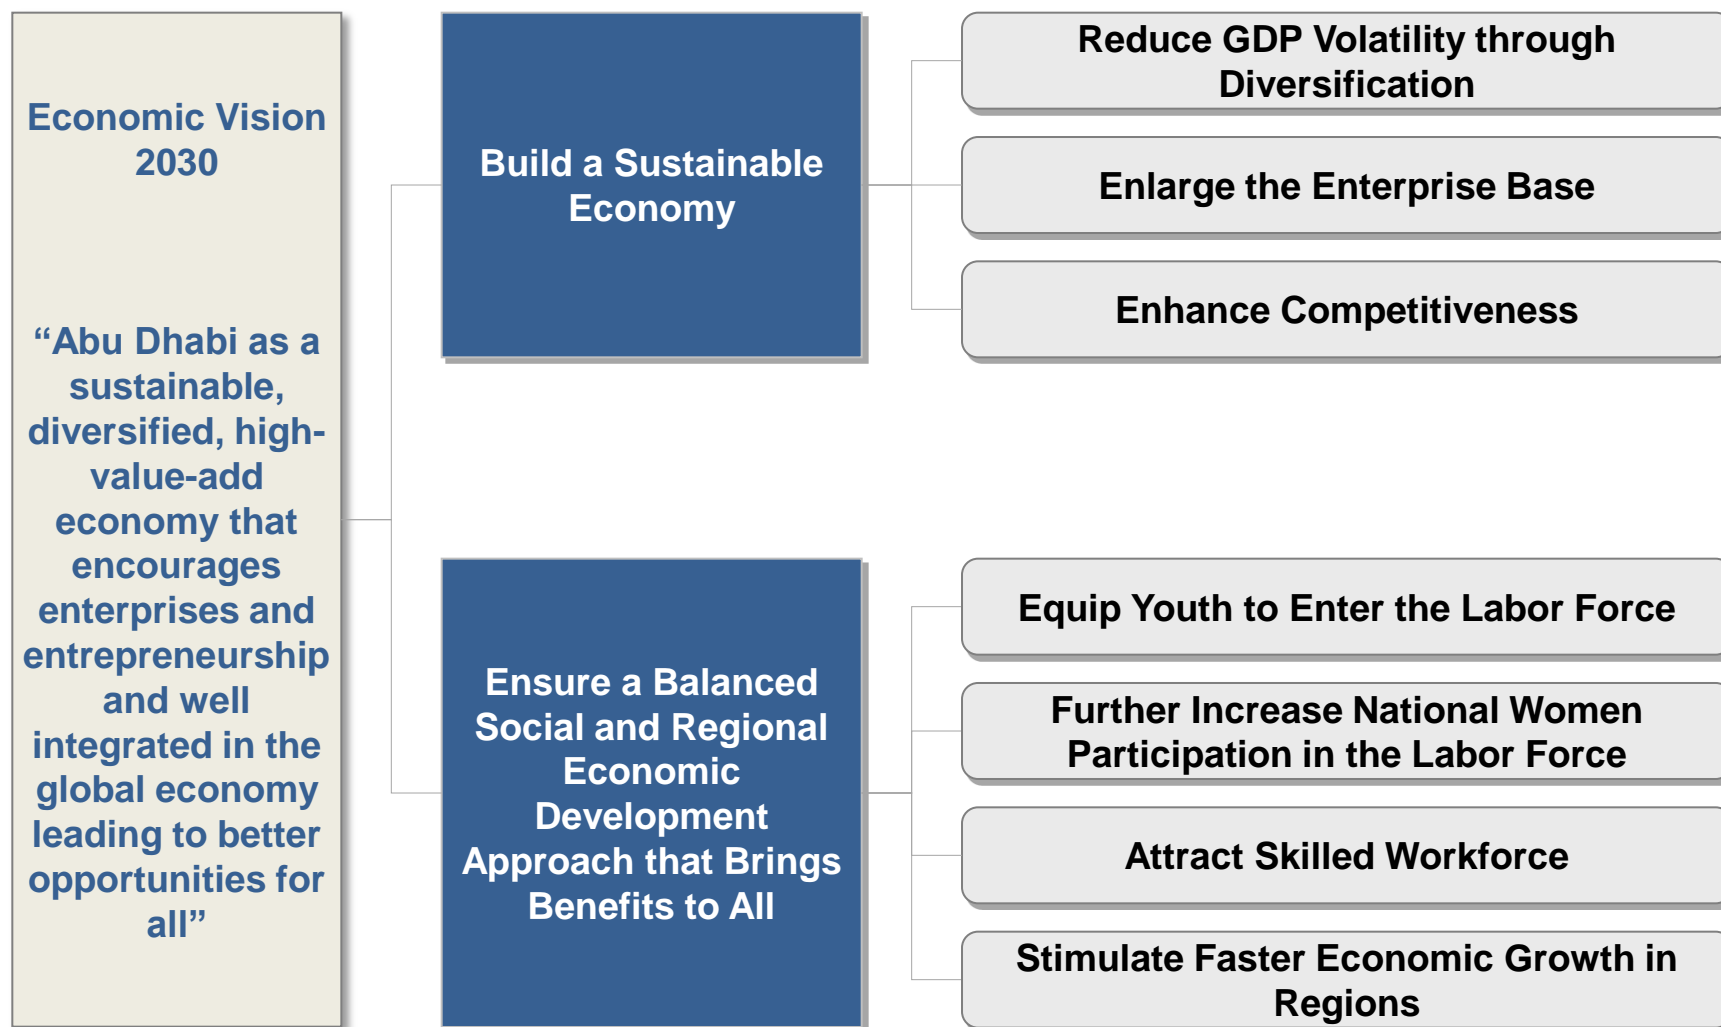 Economic Vision
2030
“Abu Dhabi as a
sustainable,
diversified, high-
value-add
economy that
encourages
enterprises and
entrepreneurship
and well
integrated in the
global economy
leading to better
opportunities for
all”
Build a Sustainable
Economy
Reduce GDP Volatility through
Diversification
Enlarge the Enterprise Base
Enhance Competitiveness
Ensure a Balanced
Social and Regional
Economic
Development
Approach that Brings
Benefits to All
Equip Youth to Enter the Labor Force
Further Increase National Women
Participation in the Labor Force
Attract Skilled Workforce
Stimulate Faster Economic Growth in
Regions